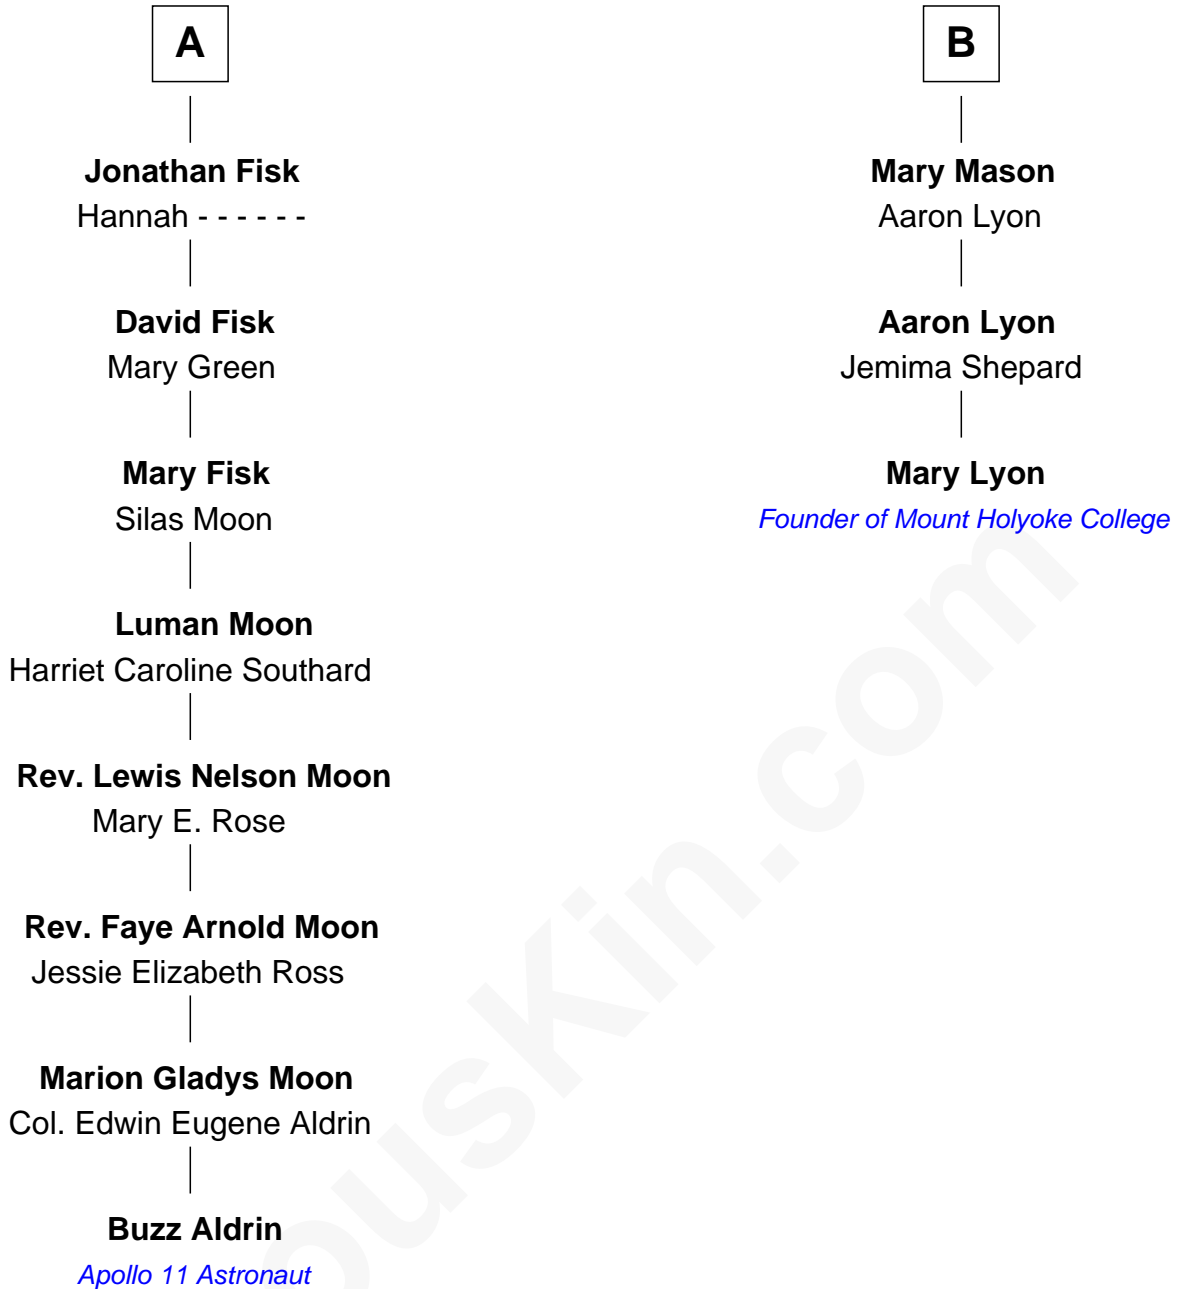 A
Jonathan Fisk
Hannah - - - - - -
David Fisk
Mary Green
Mary Fisk
Silas Moon
Luman Moon
Harriet Caroline Southard
Rev. Lewis Nelson Moon
Mary E. Rose
Rev. Faye Arnold Moon
Jessie Elizabeth Ross
Marion Gladys Moon
Col. Edwin Eugene Aldrin
Buzz Aldrin
Apollo 11 Astronaut
B
Mary Mason
Aaron Lyon
Aaron Lyon
Jemima Shepard
Mary Lyon
Founder of Mount Holyoke College
ouskin.com